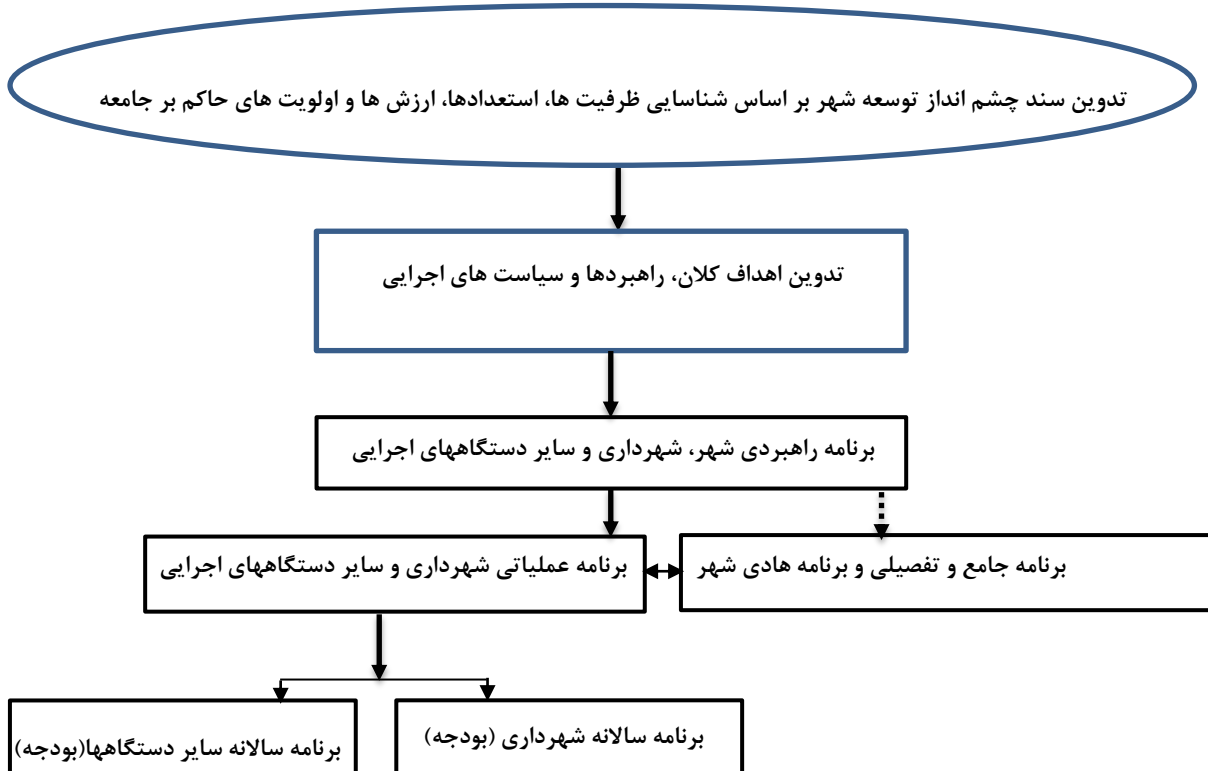 تدوین سند چشم انداز توسعه شهر بر اساس شناسایی ظرفیت ها، استعدادها، ارزش ها و اولویت های حاکم بر جامعه
تدوین اهداف کلان، راهبردها و سیاست های اجرایی
برنامه راهبردی شهر، شهرداری و سایر دستگاههای اجرایی
برنامه جامع و تفصیلی و برنامه هادی شهر
برنامه عملیاتی شهرداری و سایر دستگاههای اجرایی
برنامه سالانه شهرداری (بودجه)
برنامه سالانه سایر دستگاهها(بودجه)